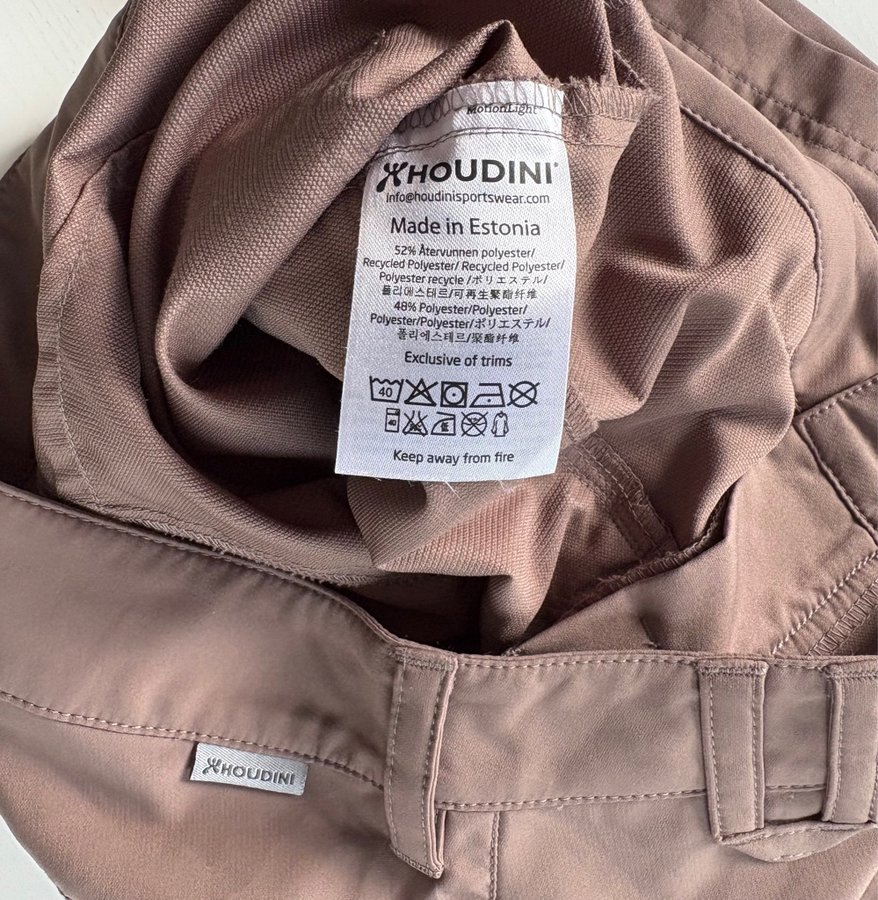 MotionLight
HOUDINI®
info@houdinisportswear.com
Made in Estonia
52% Återvunnen polyester/
Recycled Polyester/ Recycled Polyester/
Polyester recycle /ポリエステル/
폴리에스테르/可再生聚酯纤维
48% Polyester/Polyester/
Polyester/Polyester/ポリエステル/
폴리에스테르/聚酯纤维
Exclusive of trims
40
40
Keep away from fire
HOUDINI